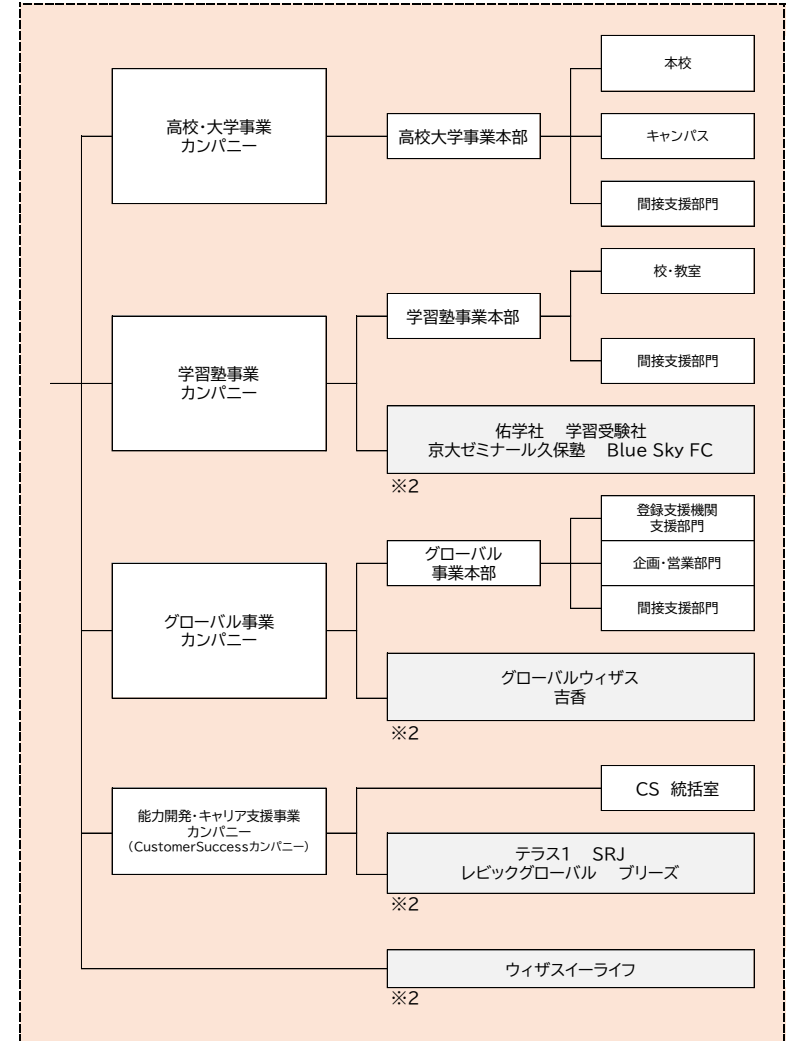 高校・大学事業
カンパニー
高校大学事業本部
本校
キャンパス
間接支援部門
学習塾事業
カンパニー
学習塾事業本部
校・教室
間接支援部門
佑学社　学習受験社
京大ゼミナール久保塾　Blue Sky FC
※2
グローバル事業
カンパニー
グローバル
事業本部
登録支援機関
支援部門
企画・営業部門
間接支援部門
グローバルウィザス
吉香
※2
能力開発・キャリア支援事業
カンパニー
（CustomerSuccessカンパニー）
CS 統括室
テラス1　SRJ
レビックグローバル　ブリーズ
※2
ウィザスイーライフ
※2